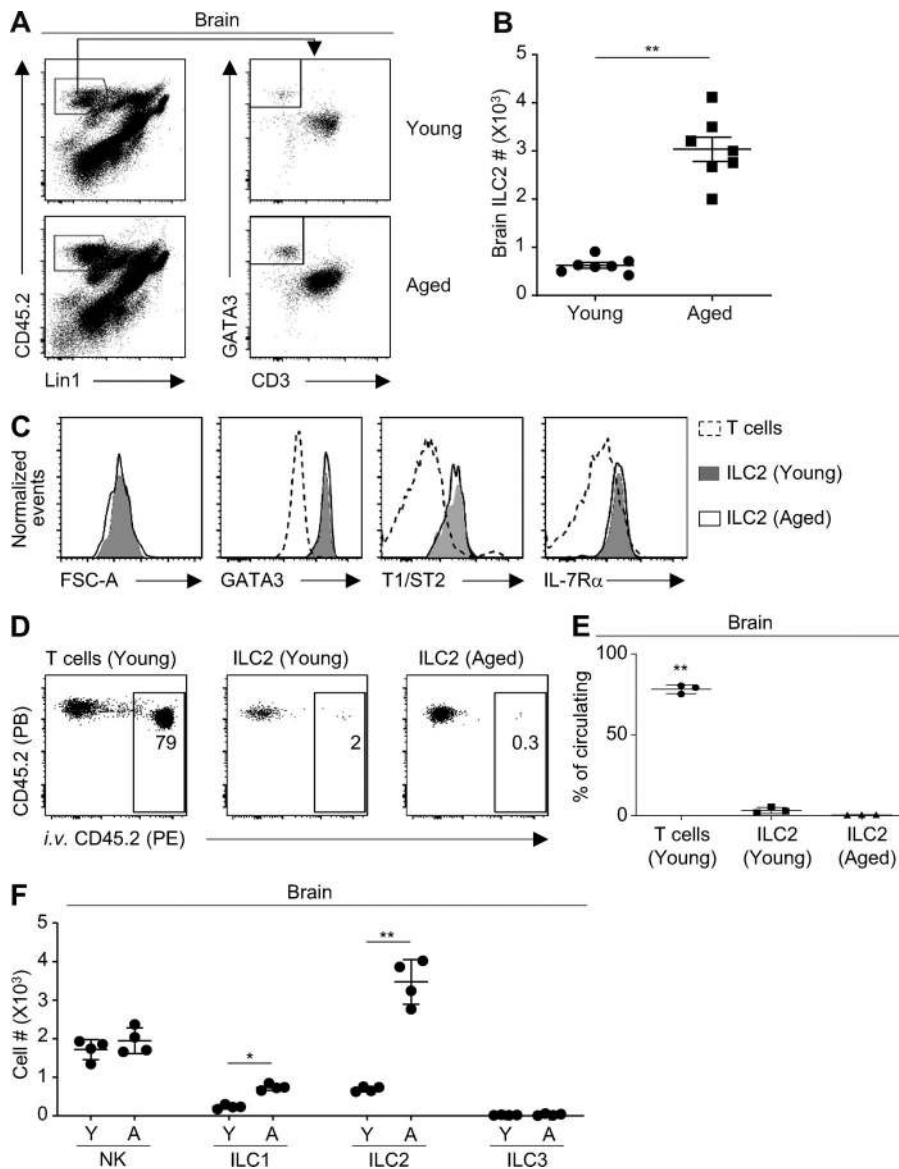 A
Brain
CD45.2
Lin1
GATA3
CD3
Young
Aged
B
**
Brain ILC2 # (X10³)
5
4
3
2
1
0
Young
Aged
C
Normalized
events
FSC-A
GATA3
T1/ST2
IL-7Rα
T cells
ILC2 (Young)
ILC2 (Aged)
D
T cells (Young)
ILC2 (Young)
ILC2 (Aged)
CD45.2 (PB)
79
2
0.3
i.v. CD45.2 (PE)
E
Brain
% of circulating
100
50
0
**
T cells
(Young)
ILC2
(Young)
ILC2
(Aged)
F
Brain
Cell # (X10³)
5
4
3
2
1
0
*
**
Y A Y A Y A Y A
NK ILC1 ILC2 ILC3